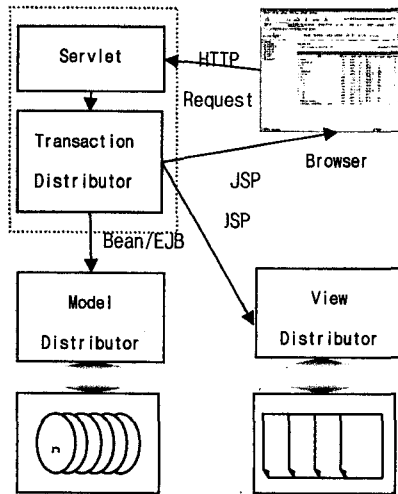 Servlet
HTTP
Request
Transaction
Distributor
Browser
JSP
JSP
Bean/EJB
Model
Distributor
View
Distributor
n